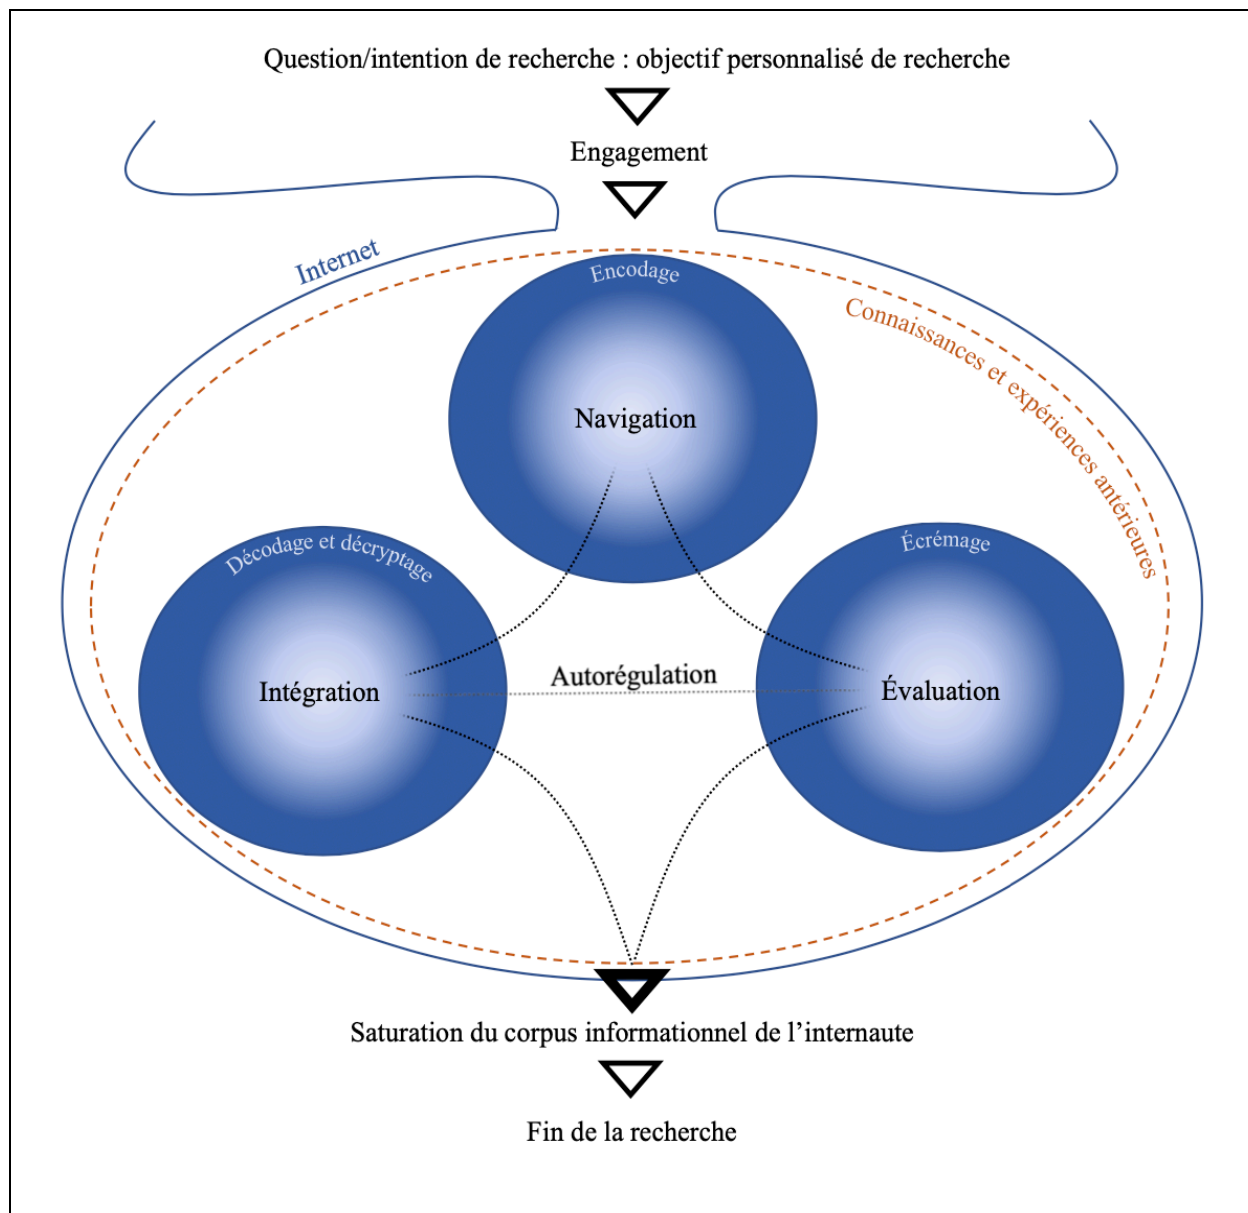 Question/intention de recherche : objectif personnalisé de recherche
Engagement
Internet
Connaissances et expériences antérieures
Encodage
Navigation
Décodage et décryptage
Intégration
Autorégulation
Écrémage
Évaluation
Saturation du corpus informationnel de l’internaute
Fin de la recherche